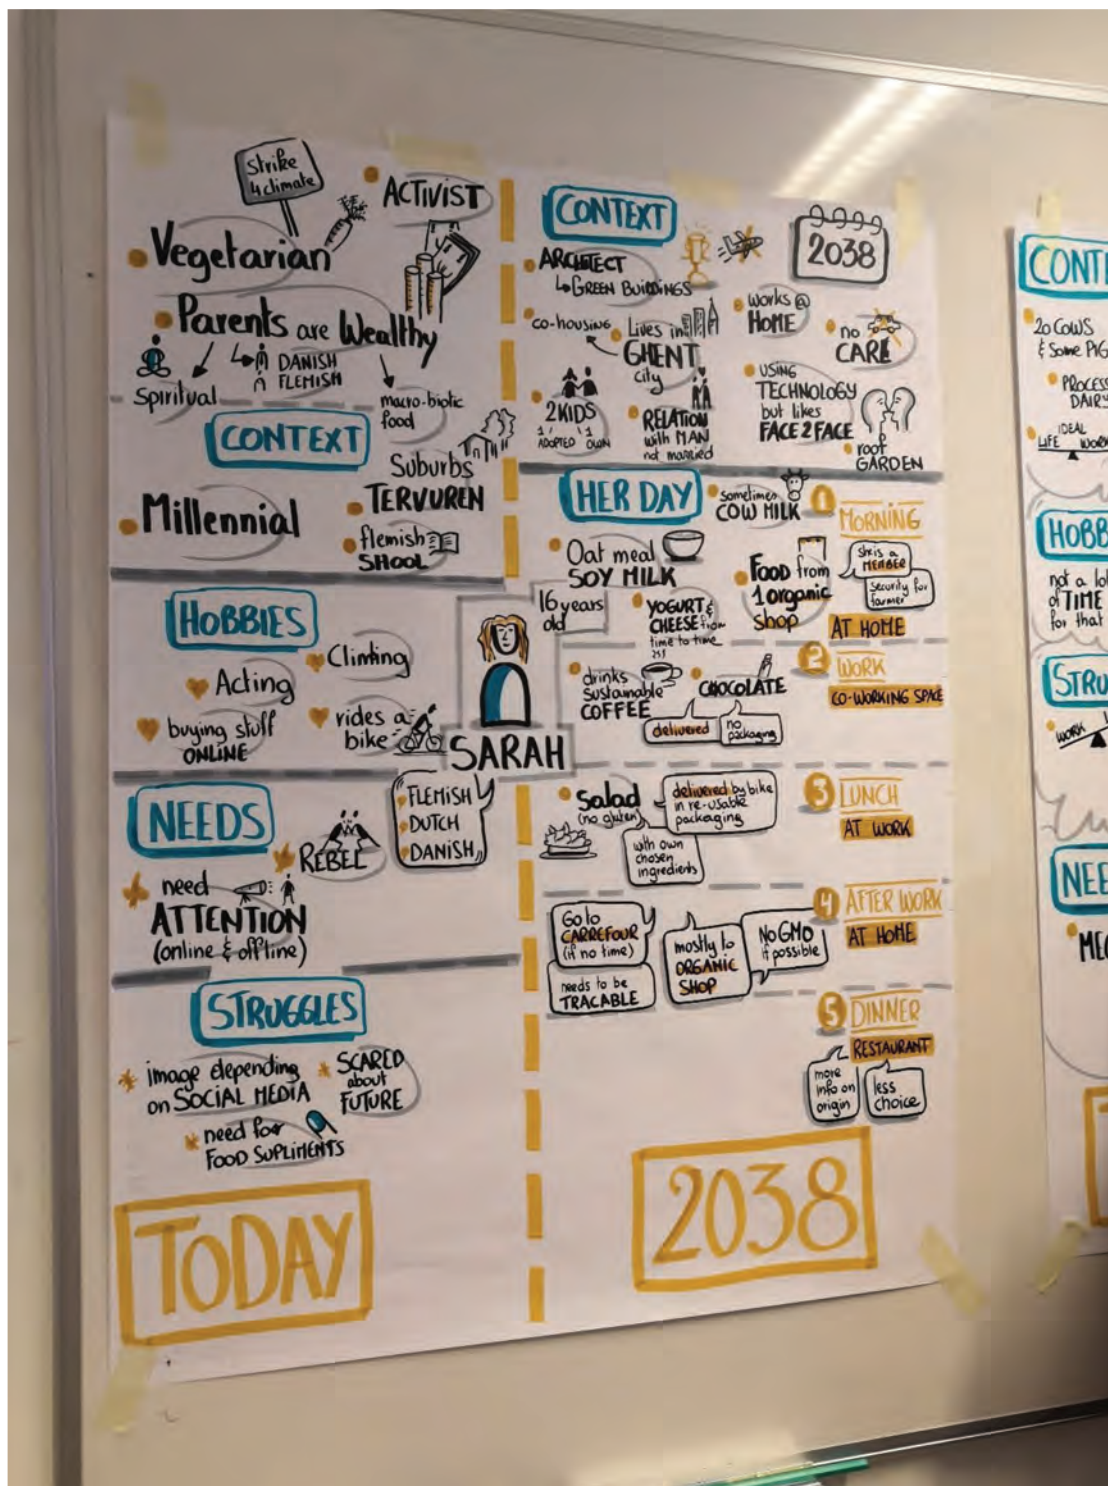 strike
4 climate
ACTIVIST
Vegetarian
Parents are Wealthy
DANISH
FLEMISH
Spiritual
macro-biotic
food
CONTEXT
Suburbs
TERVUREN
Millennial
flemish
SHOOL
HOBBIES
Climbing
Acting
buying stuff
ONLINE
rides a
bike
16 years
old
SARAH
FLEMISH
DUTCH
DANISH
NEEDS
REBEL
need
ATTENTION
(online & offline)
STRUGGLES
image depending
on SOCIAL MEDIA
SCARED
about
FUTURE
need for
FOOD SUPLIMENTS
TODAY
CONTEXT
2038
ARCHITECT
GREEN BUILDINGS
co-housing
Lives in
GHENT
city
works @
HOME
no
CAR
2 KIDS
1 ADOPTED
1 OWN
RELATION
with MAN
not married
USING
TECHNOLOGY
but likes
FACE2FACE
roof
GARDEN
HER DAY
sometimes
COW MILK
1 MORNING
Oat meal
SOY MILK
FOOD from
1 organic
shop
she is a
MEMBER
security for
farmer
YOGURT &
CHEESE from
time to time
AT HOME
2 WORK
CO-WORKING SPACE
drinks
sustainable
COFFEE
CHOCOLATE
delivered
no
packaging
3 LUNCH
AT WORK
Salad
(no gluten)
delivered by bike
in re-usable
packaging
with own
chosen
ingredients
4 AFTER WORK
AT HOME
Go to
CARREFOUR
(if no time)
needs to be
TRACABLE
mostly to
ORGANIC
SHOP
NO GMO
if possible
5 DINNER
RESTAURANT
more
info on
origin
less
choice
2038
CONTE
20 COWS
& Some PIG
PROCESS
DAIRY
IDEAL
LIFE WORK
HOBB
not a lo
of TIME
for that
STRU
WORK
NEE